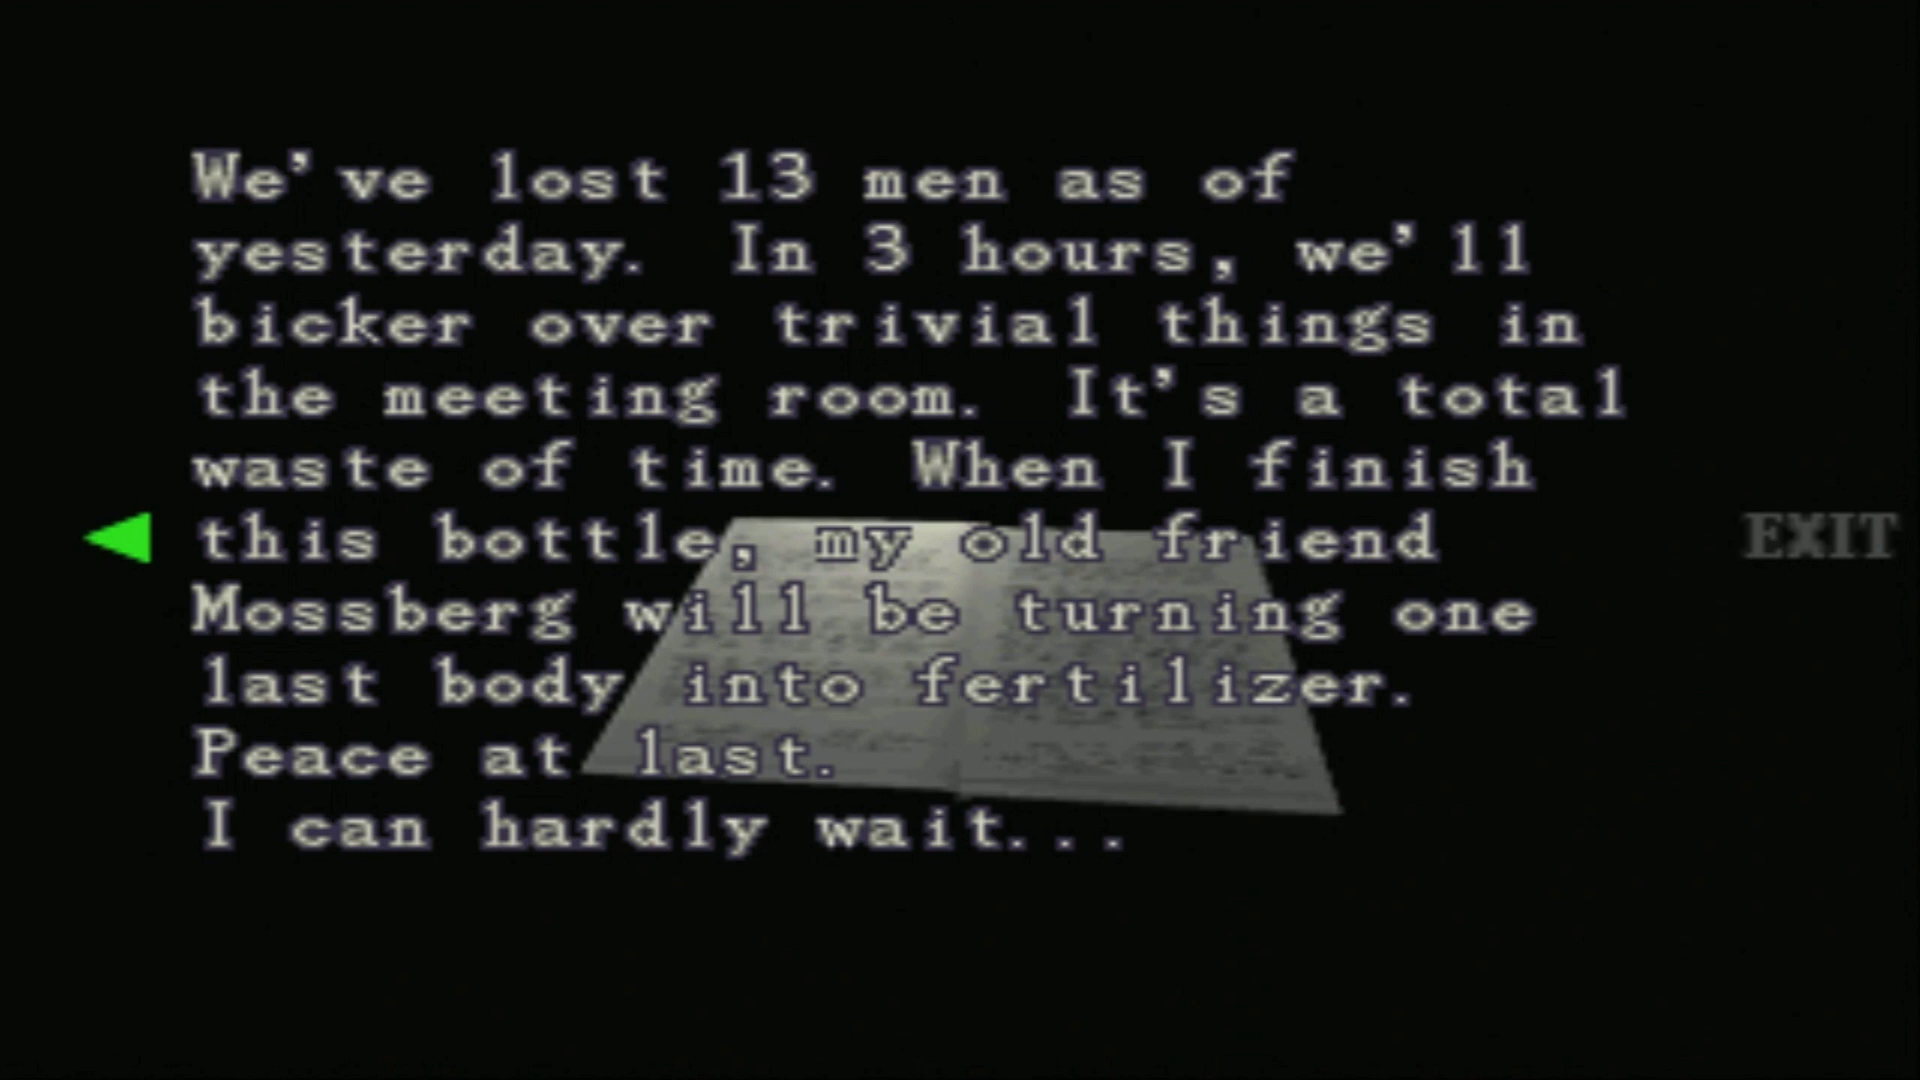 We've lost 13 men as of
yesterday. In 3 hours, we'll
bicker over trivial things in
the meeting room. It's a total
waste of time. When I finish
this bottle, my old friend
Mossberg will be turning one
last body into fertilizer.
Peace at last.
I can hardly wait...
EXIT